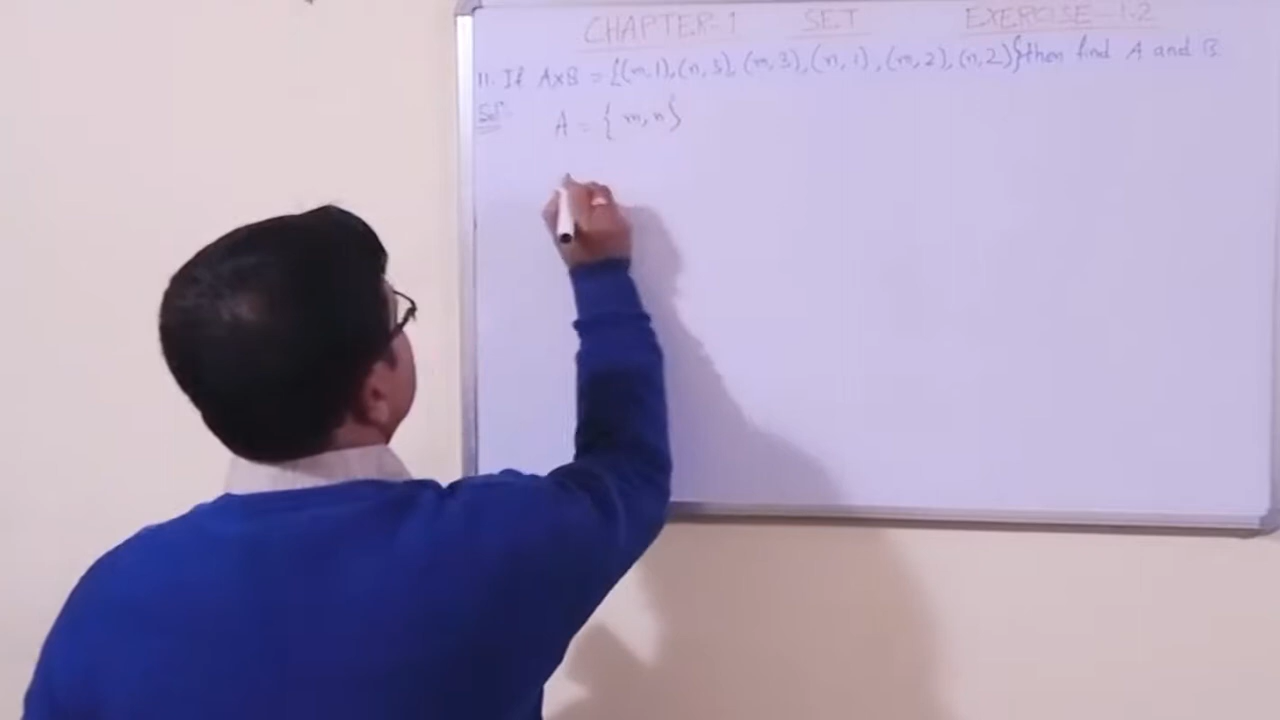 CHAPTER-1 SET EXERCISE-1.2
11. If A×B = {(m,1),(n,3),(m,3),(n,1),(m,2),(n,2)} then find A and B.
Solⁿ:
A = { m, n }